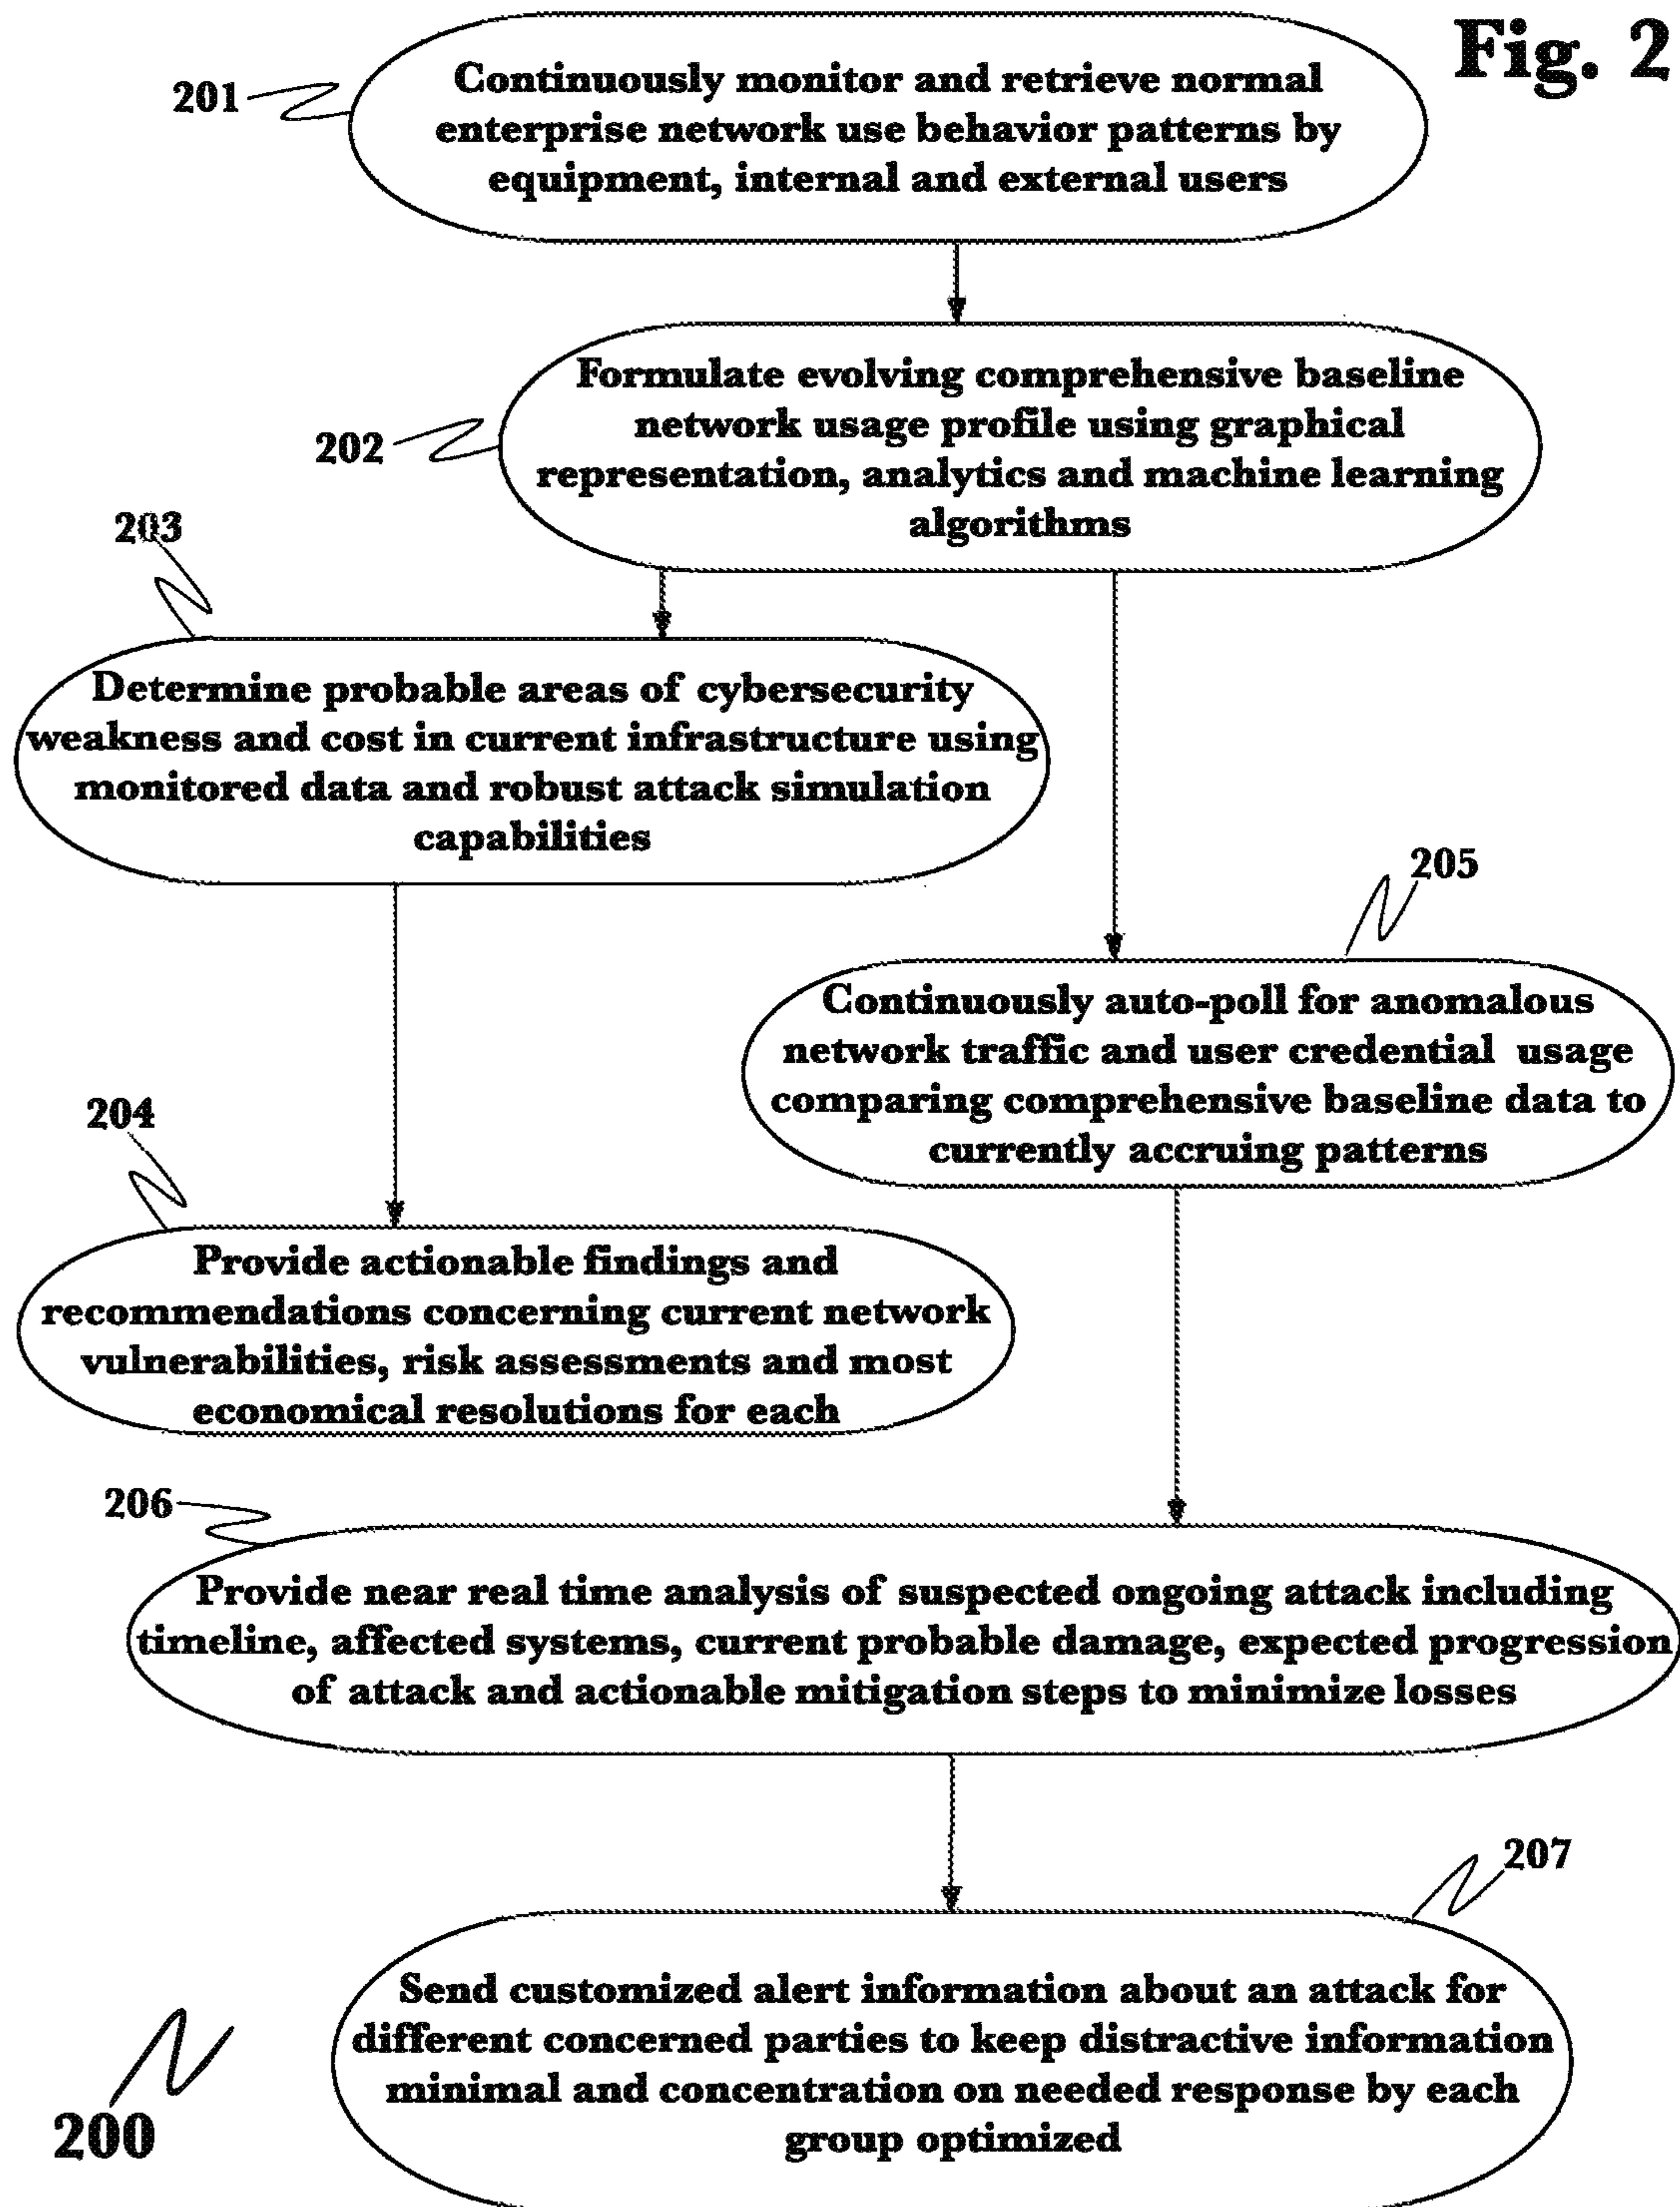 Fig. 2
201
Continuously monitor and retrieve normal
enterprise network use behavior patterns by
equipment, internal and external users
202
Formulate evolving comprehensive baseline
network usage profile using graphical
representation, analytics and machine learning
algorithms
203
Determine probable areas of cybersecurity
weakness and cost in current infrastructure using
monitored data and robust attack simulation
capabilities
205
Continuously auto-poll for anomalous
network traffic and user credential usage
comparing comprehensive baseline data to
currently accruing patterns
204
Provide actionable findings and
recommendations concerning current network
vulnerabilities, risk assessments and most
economical resolutions for each
206
Provide near real time analysis of suspected ongoing attack including
timeline, affected systems, current probable damage, expected progression
of attack and actionable mitigation steps to minimize losses
207
Send customized alert information about an attack for
different concerned parties to keep distractive information
minimal and concentration on needed response by each
group optimized
200